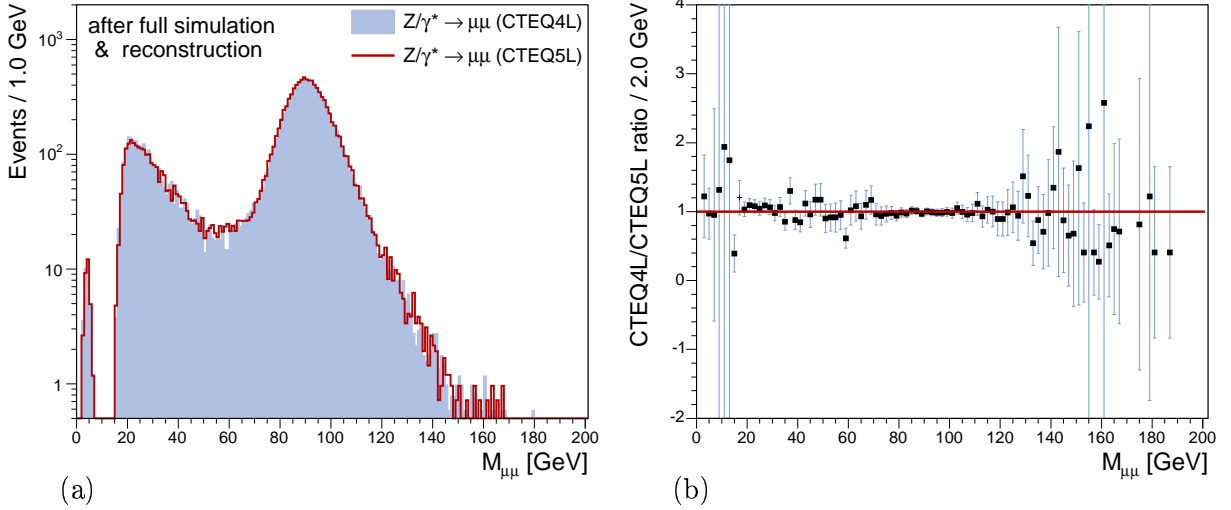 after full simulation
& reconstruction
Z/γ* → μμ (CTEQ4L)
Z/γ* → μμ (CTEQ5L)
Events / 1.0 GeV
10³
10²
10
1
0 20 40 60 80 100 120 140 160 180 200
M_μμ [GeV]
(a)
CTEQ4L/CTEQ5L ratio / 2.0 GeV
4
3
2
1
0
-1
-2
0 20 40 60 80 100 120 140 160 180 200
M_μμ [GeV]
(b)